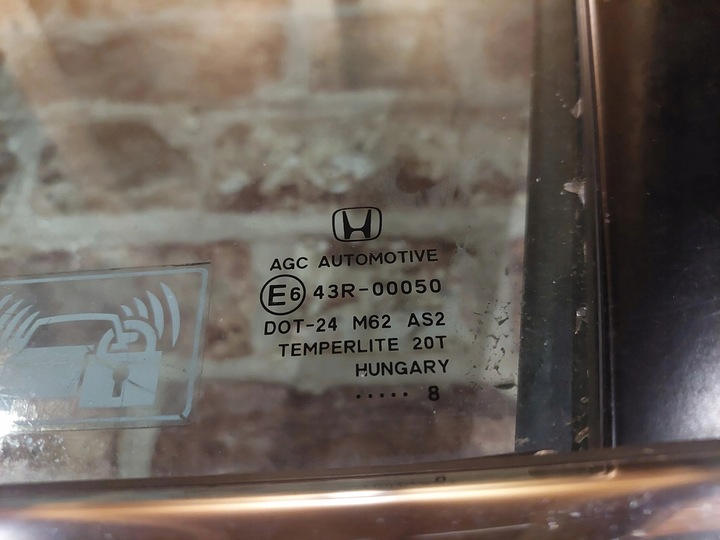 AGC AUTOMOTIVE
E6 43R-00050
DOT-24 M62 AS2
TEMPERLITE 20T
HUNGARY
..... 8